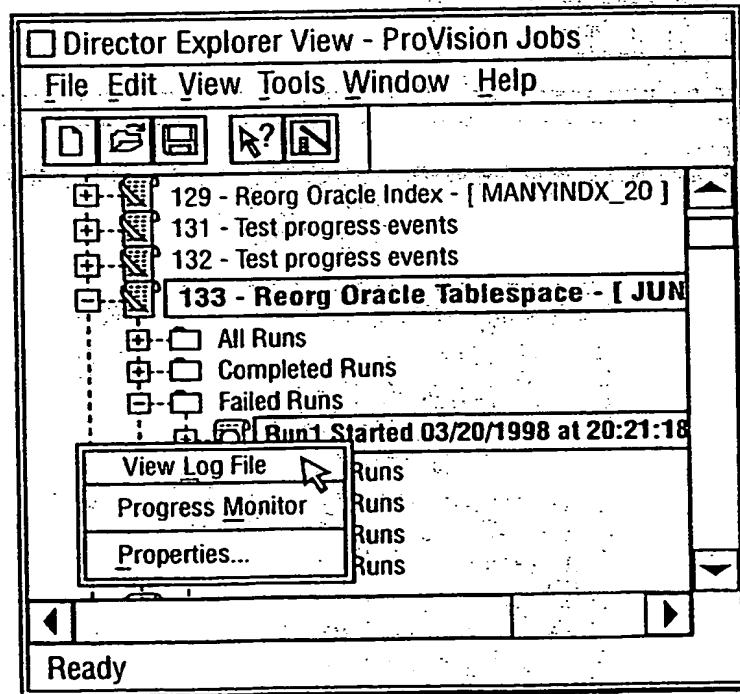 Director Explorer View - ProVision Jobs
File Edit View Tools Window Help
129 - Reorg Oracle Index - [ MANYINDX_20 ]
131 - Test progress events
132 - Test progress events
133 - Reorg Oracle Tablespace - [ JUN
All Runs
Completed Runs
Failed Runs
Run1 Started 03/20/1998 at 20:21:18
View Log File
Runs
Progress Monitor
Runs
Runs
Properties...
Runs
Ready